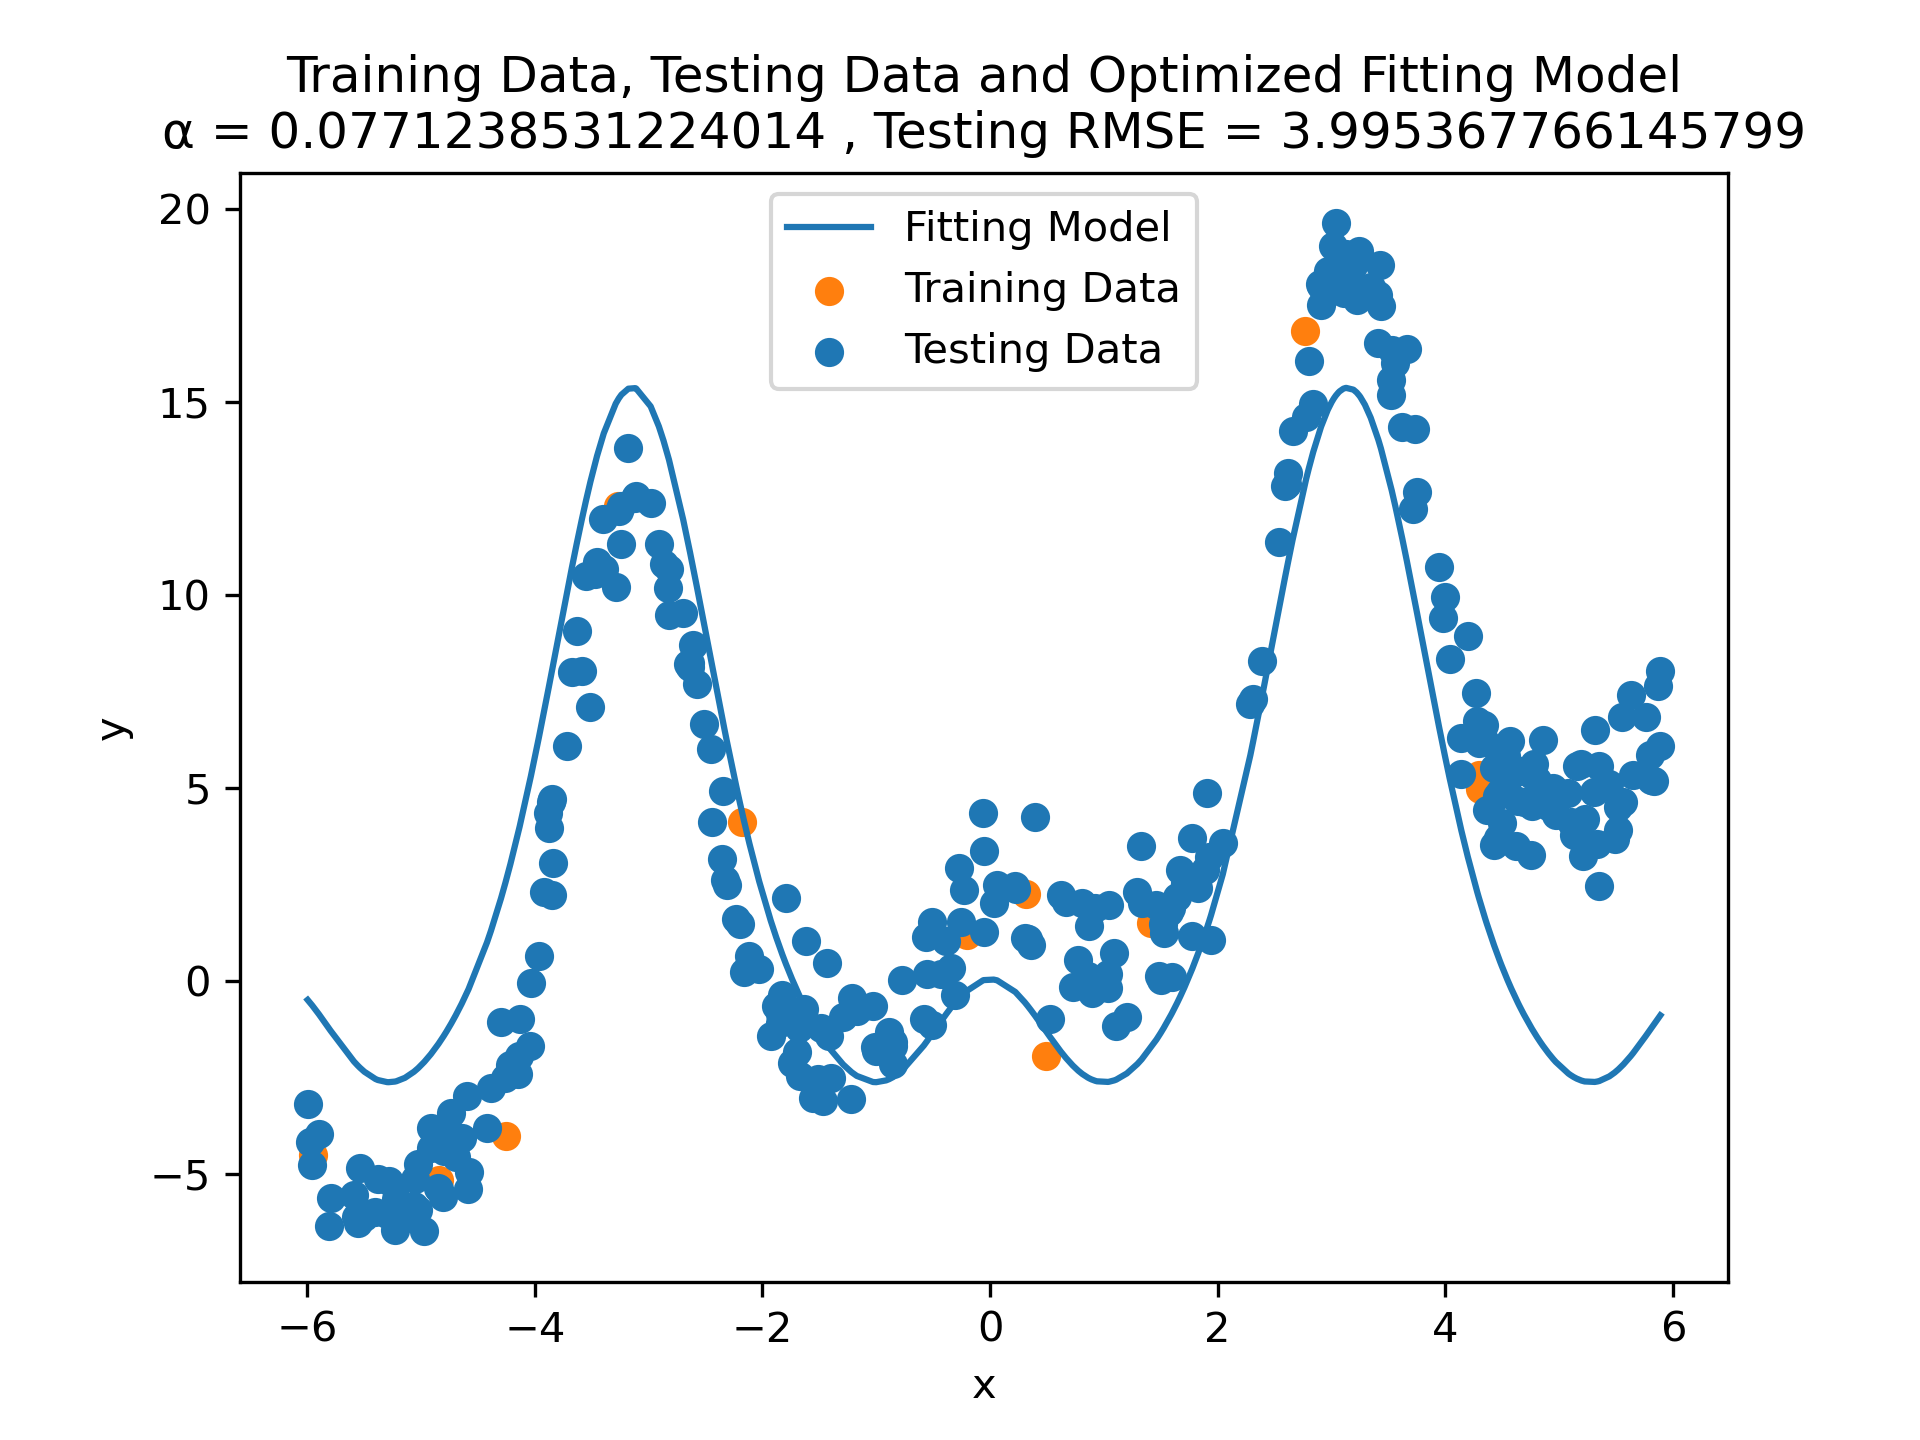 Training Data, Testing Data and Optimized Fitting Model
α = 0.0771238531224014 , Testing RMSE = 3.995367766145799
Fitting Model
Training Data
Testing Data
20
15
10
5
0
−5
y
−6 −4 −2 0 2 4 6
x